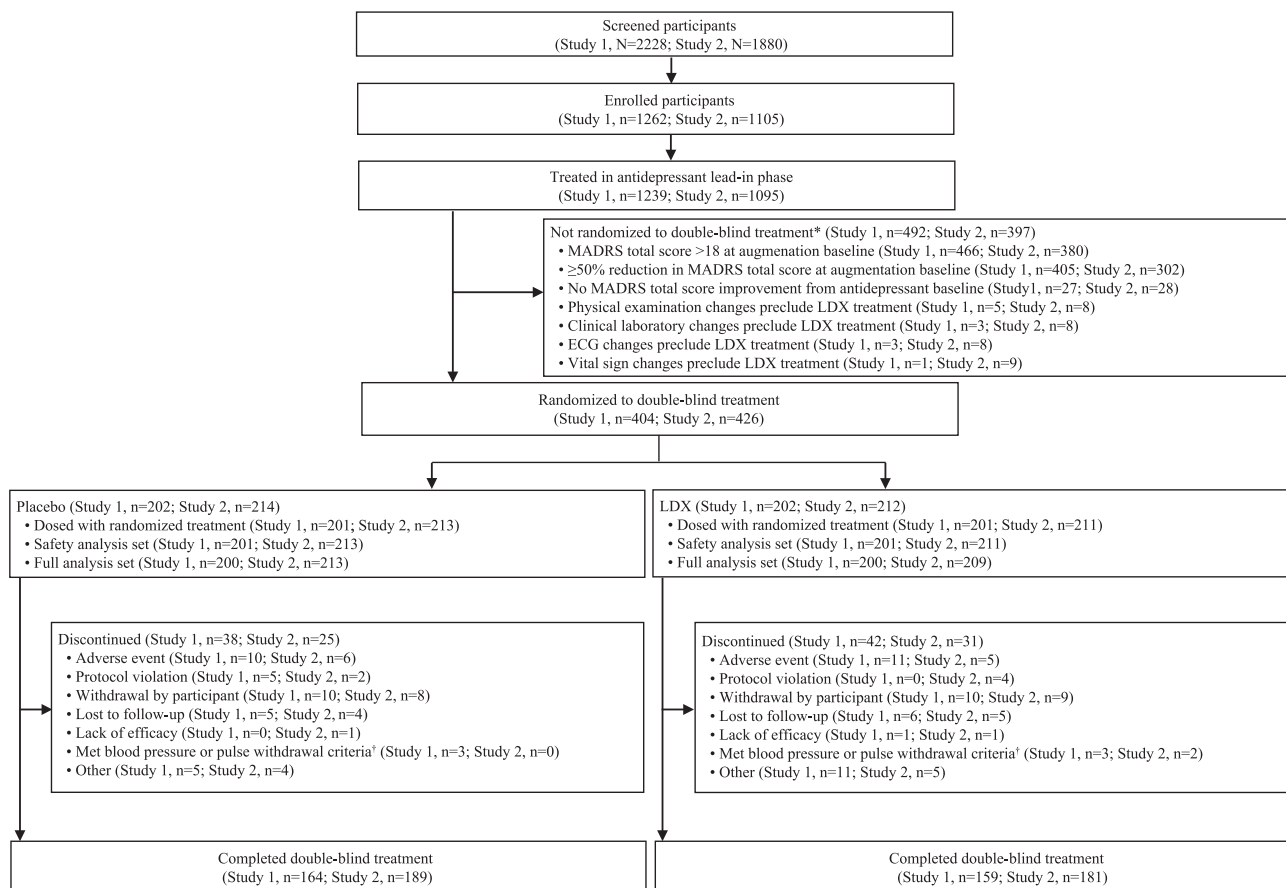 Screened participants
(Study 1, N=2228; Study 2, N=1880)
Enrolled participants
(Study 1, n=1262; Study 2, n=1105)
Treated in antidepressant lead-in phase
(Study 1, n=1239; Study 2, n=1095)
Not randomized to double-blind treatment* (Study 1, n=492; Study 2, n=397)
• MADRS total score >18 at augmenation baseline (Study 1, n=466; Study 2, n=380)
• ≥50% reduction in MADRS total score at augmentation baseline (Study 1, n=405; Study 2, n=302)
• No MADRS total score improvement from antidepressant baseline (Study1, n=27; Study 2, n=28)
• Physical examination changes preclude LDX treatment (Study 1, n=5; Study 2, n=8)
• Clinical laboratory changes preclude LDX treatment (Study 1, n=3; Study 2, n=8)
• ECG changes preclude LDX treatment (Study 1, n=3; Study 2, n=8)
• Vital sign changes preclude LDX treatment (Study 1, n=1; Study 2, n=9)
Randomized to double-blind treatment
(Study 1, n=404; Study 2, n=426)
Placebo (Study 1, n=202; Study 2, n=214)
• Dosed with randomized treatment (Study 1, n=201; Study 2, n=213)
• Safety analysis set (Study 1, n=201; Study 2, n=213)
• Full analysis set (Study 1, n=200; Study 2, n=213)
LDX (Study 1, n=202; Study 2, n=212)
• Dosed with randomized treatment (Study 1, n=201; Study 2, n=211)
• Safety analysis set (Study 1, n=201; Study 2, n=211)
• Full analysis set (Study 1, n=200; Study 2, n=209)
Discontinued (Study 1, n=38; Study 2, n=25)
• Adverse event (Study 1, n=10; Study 2, n=6)
• Protocol violation (Study 1, n=5; Study 2, n=2)
• Withdrawal by participant (Study 1, n=10; Study 2, n=8)
• Lost to follow-up (Study 1, n=5; Study 2, n=4)
• Lack of efficacy (Study 1, n=0; Study 2, n=1)
• Met blood pressure or pulse withdrawal criteria† (Study 1, n=3; Study 2, n=0)
• Other (Study 1, n=5; Study 2, n=4)
Discontinued (Study 1, n=42; Study 2, n=31)
• Adverse event (Study 1, n=11; Study 2, n=5)
• Protocol violation (Study 1, n=0; Study 2, n=4)
• Withdrawal by participant (Study 1, n=10; Study 2, n=9)
• Lost to follow-up (Study 1, n=6; Study 2, n=5)
• Lack of efficacy (Study 1, n=1; Study 2, n=1)
• Met blood pressure or pulse withdrawal criteria† (Study 1, n=3; Study 2, n=2)
• Other (Study 1, n=11; Study 2, n=5)
Completed double-blind treatment
(Study 1, n=164; Study 2, n=189)
Completed double-blind treatment
(Study 1, n=159; Study 2, n=181)